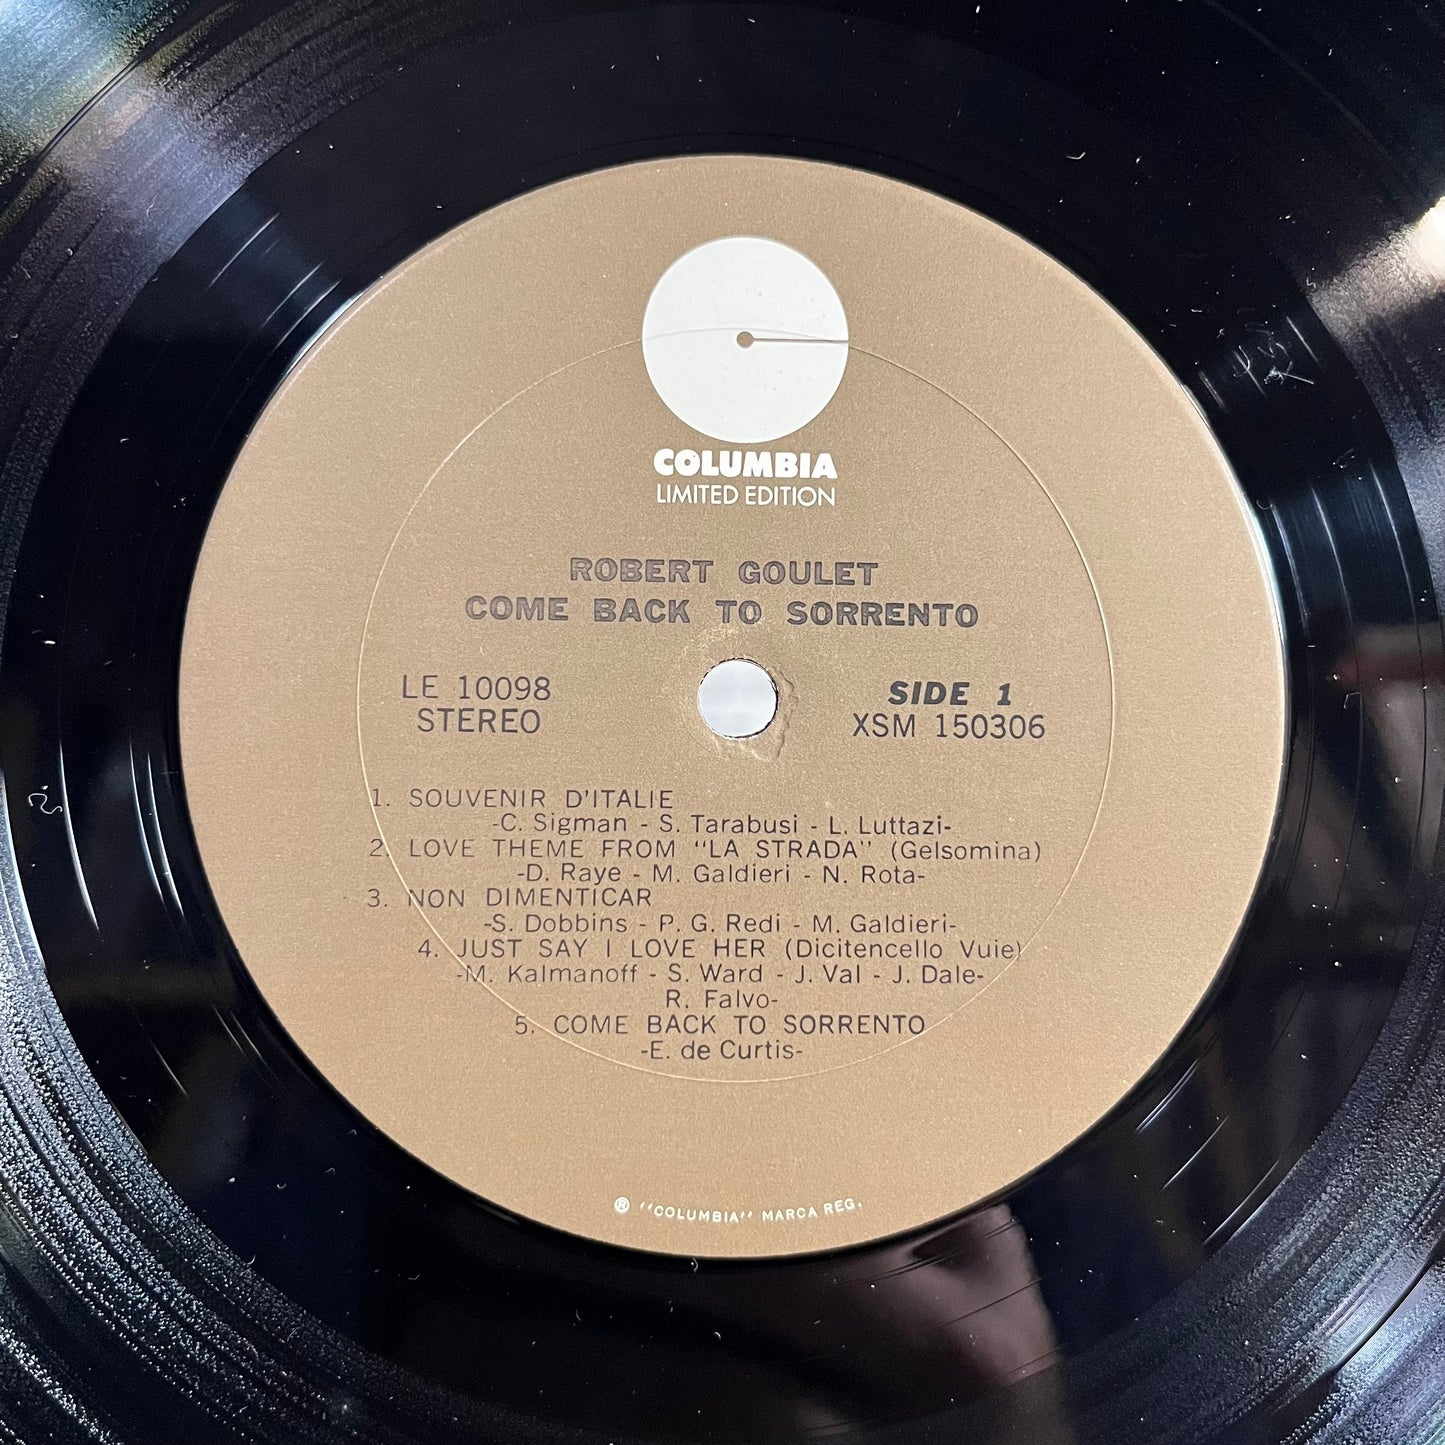 COLUMBIA
LIMITED EDITION
ROBERT GOULET
COME BACK TO SORRENTO
LE 10098
STEREO
SIDE 1
XSM 150306
1. SOUVENIR D'ITALIE
-C. Sigman - S. Tarabusi - L. Luttazi-
2. LOVE THEME FROM "LA STRADA" (Gelsomina)
-D. Raye - M. Galdieri - N. Rota-
3. NON DIMENTICAR
-S. Dobbins - P. G. Redi - M. Galdieri-
4. JUST SAY I LOVE HER (Dicitencello Vuie)
-M. Kalmanoff - S. Ward - J. Val - J. Dale-
R. Falvo-
5. COME BACK TO SORRENTO
-E. de Curtis-
® "COLUMBIA" MARCA REG.